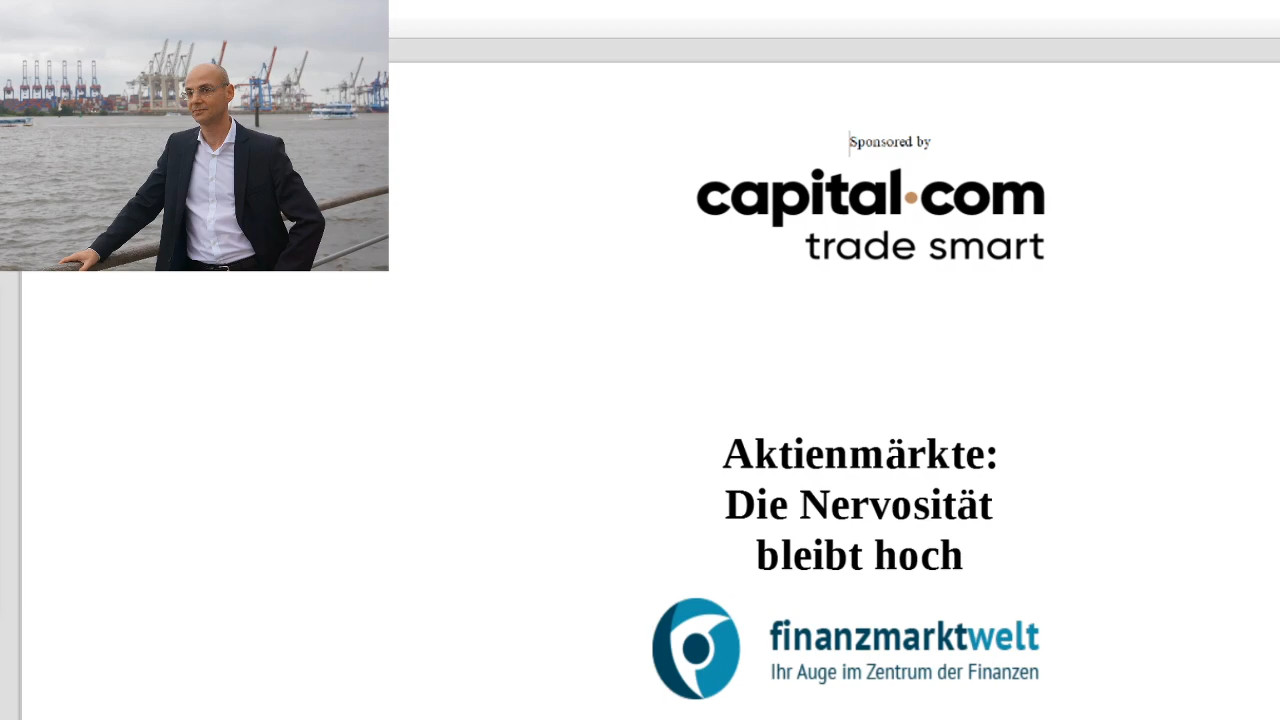 Sponsored by
capital.com
trade smart
Aktienmärkte:
Die Nervosität
bleibt hoch
finanzmarktwelt
Ihr Auge im Zentrum der Finanzen